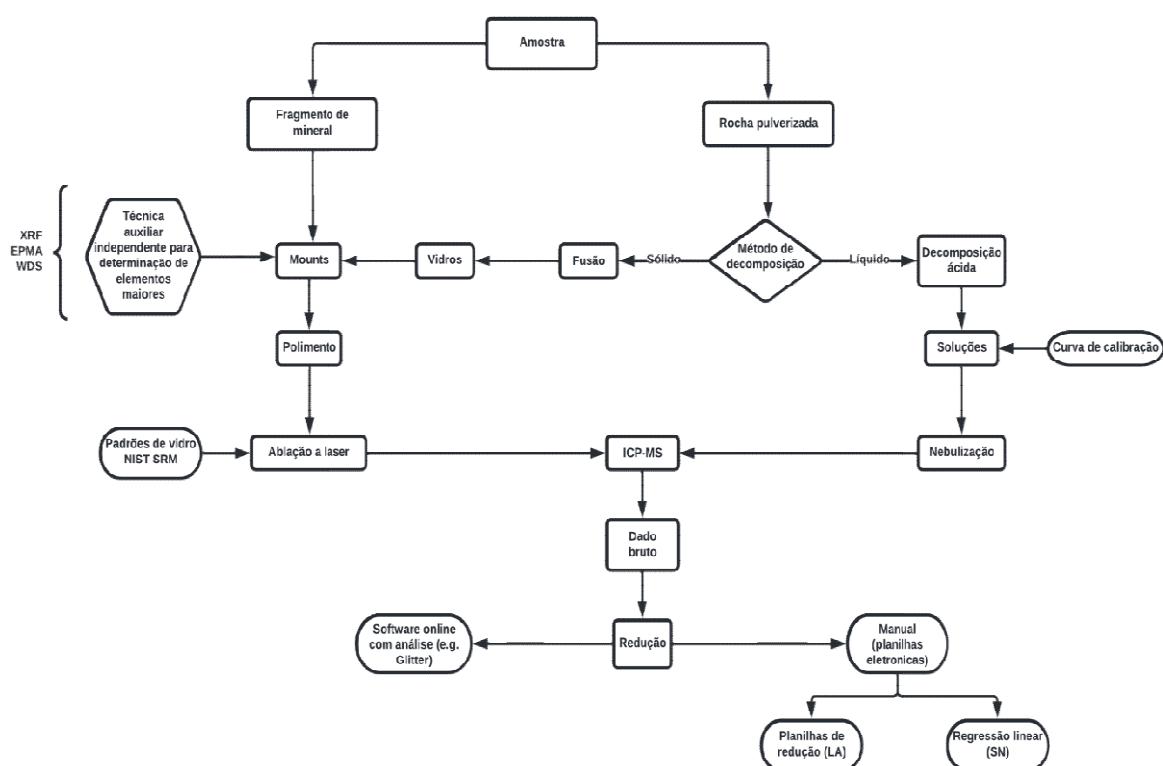 Amostra
Fragmento de
mineral
Rocha pulverizada
XRF
EPMA
WDS
Técnica
auxiliar
independente para
determinação de
elementos
maiores
Mounts
Vidros
Fusão
Sólido
Método de
decomposição
Líquido
Decomposição
ácida
Polimento
Soluções
Curva de calibração
Padrões de vidro
NIST SRM
Ablação a laser
ICP-MS
Nebulização
Dado
bruto
Software online
com análise (e.g.
Glitter)
Redução
Manual
(planilhas
eletronicas)
Planilhas de
redução (LA)
Regressão linear
(SN)